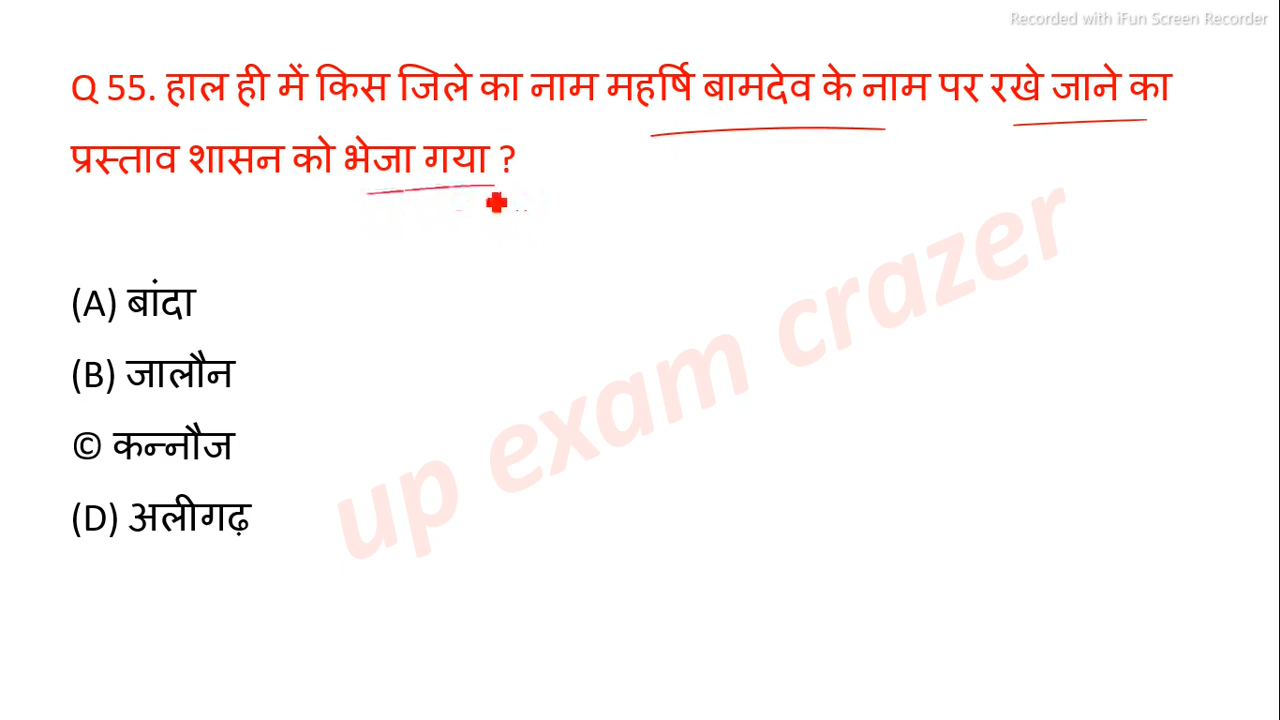 Recorded with iFun Screen Recorder
Q 55. हाल ही में किस जिले का नाम महर्षि बामदेव के नाम पर रखे जाने का
प्रस्ताव शासन को भेजा गया ?
(A) बांदा
(B) जालौन
© कन्नौज
(D) अलीगढ़
up exam crazer